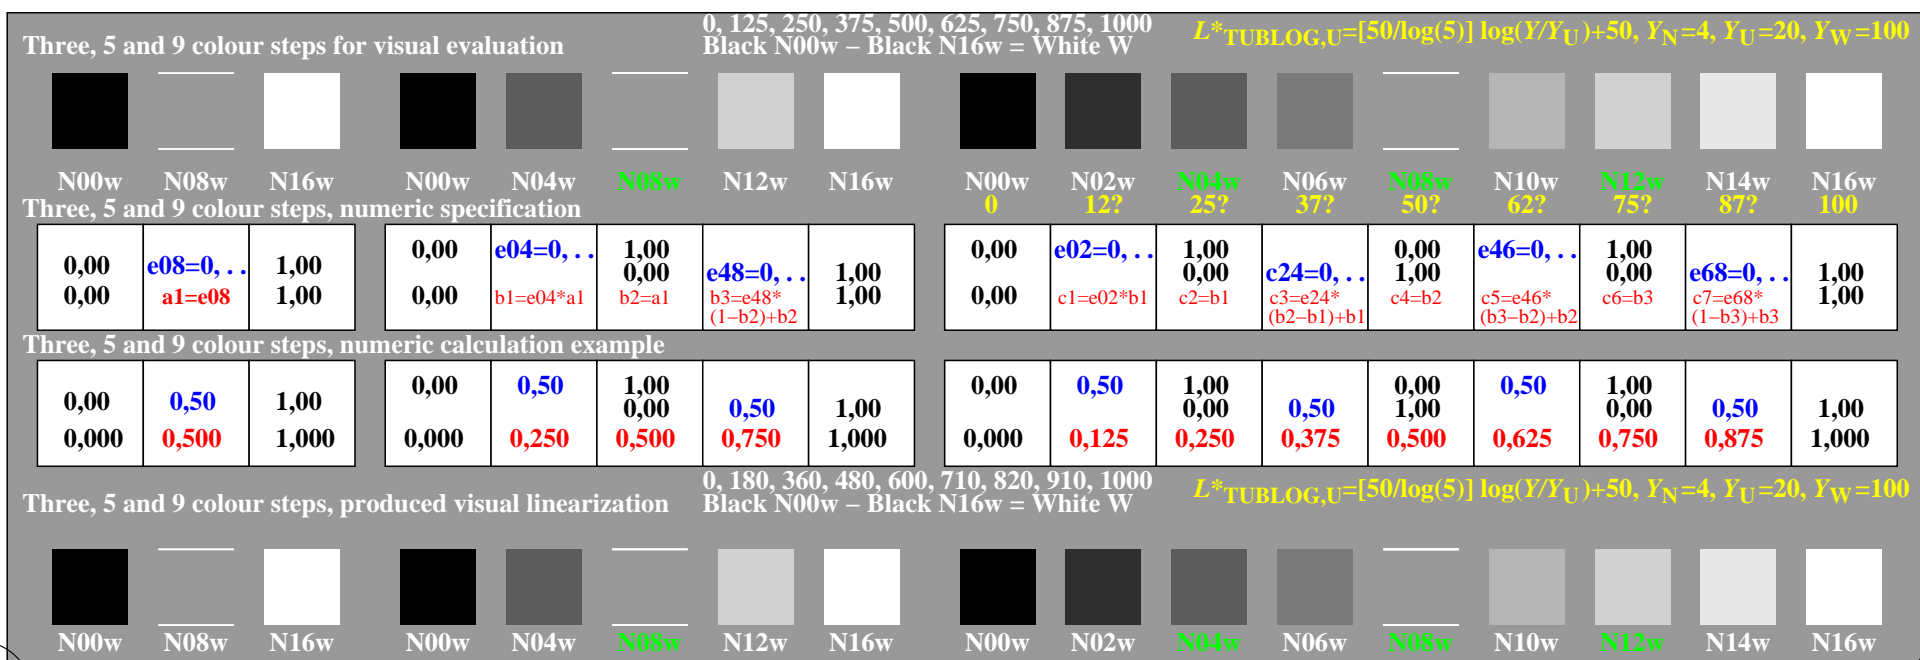 0, 125, 250, 375, 500, 625, 750, 875, 1000
Three, 5 and 9 colour steps for visual evaluation
Black N00w − Black N16w = White W
L*TUBLOG,U=[50/log(5)] log(Y/YU)+50, YN=4, YU=20, YW=100
N00w N08w N16w N00w N04w N08w N12w N16w N00w N02w N04w N06w N08w N10w N12w N14w N16w
Three, 5 and 9 colour steps, numeric specification
0 12? 25? 37? 50? 62? 75? 87? 100
0,00 e04=0, . . 1,00 0,00 e02=0, . . 1,00 0,00 e46=0, . . 1,00
0,00 e08=0, . . 1,00 0,00 e48=0, . . 1,00 0,00 c24=0, . . 1,00 0,00 e68=0, . . 1,00
0,00 a1=e08 1,00 0,00 b1=e04*a1 b2=a1 b3=e48* 1,00 0,00 c1=e02*b1 c2=b1 c3=e24* c4=b2 c5=e46* c6=b3 c7=e68* 1,00
(1−b2)+b2 (b2−b1)+b1 (b3−b2)+b2 (1−b3)+b3
Three, 5 and 9 colour steps, numeric calculation example
0,00 0,50 1,00 0,00 0,50 1,00 0,00 0,50 1,00
0,00 0,50 1,00 0,00 0,50 1,00 0,00 0,50 1,00 0,00 0,50 1,00
0,000 0,500 1,000 0,000 0,250 0,500 0,750 1,000 0,000 0,125 0,250 0,375 0,500 0,625 0,750 0,875 1,000
0, 180, 360, 480, 600, 710, 820, 910, 1000
Three, 5 and 9 colour steps, produced visual linearization
Black N00w − Black N16w = White W
L*TUBLOG,U=[50/log(5)] log(Y/YU)+50, YN=4, YU=20, YW=100
N00w N08w N16w N00w N04w N08w N12w N16w N00w N02w N04w N06w N08w N10w N12w N14w N16w